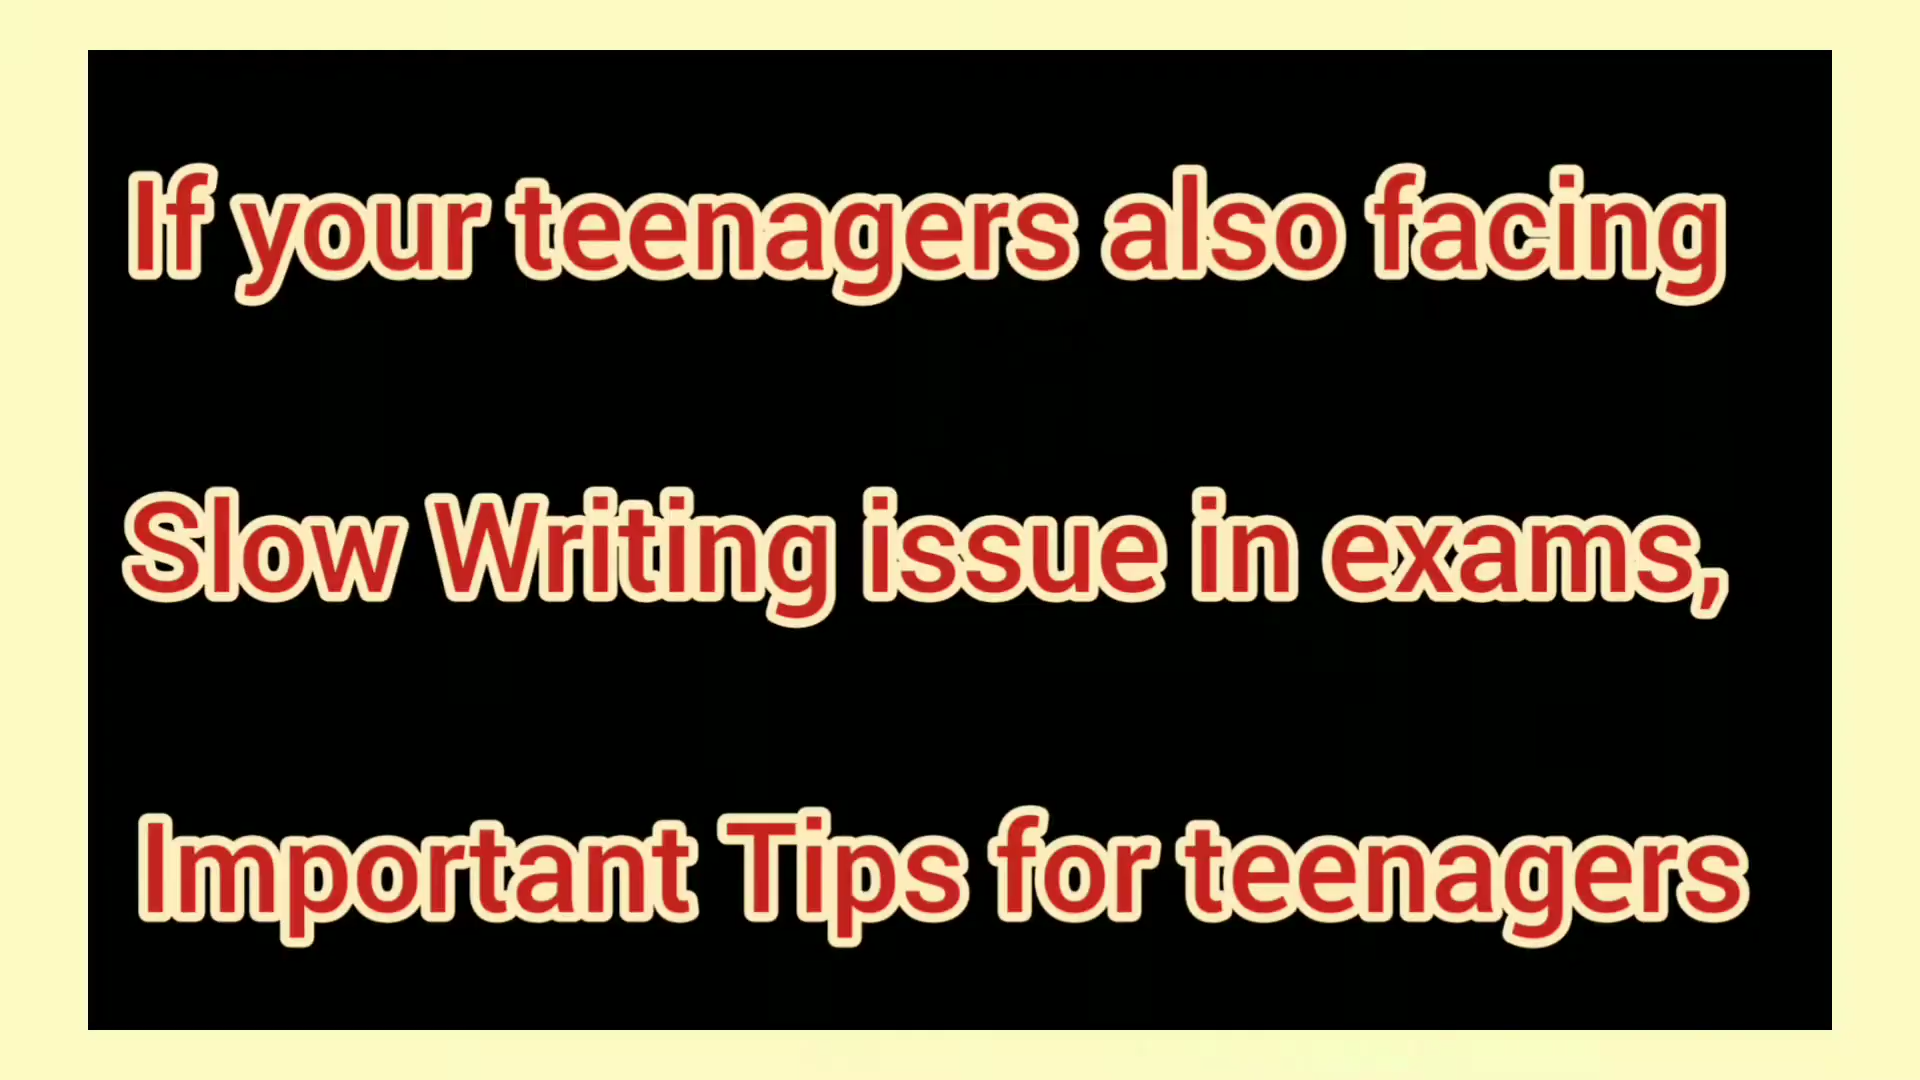 If your teenagers also facing
Slow Writing issue in exams,
Important Tips for teenagers